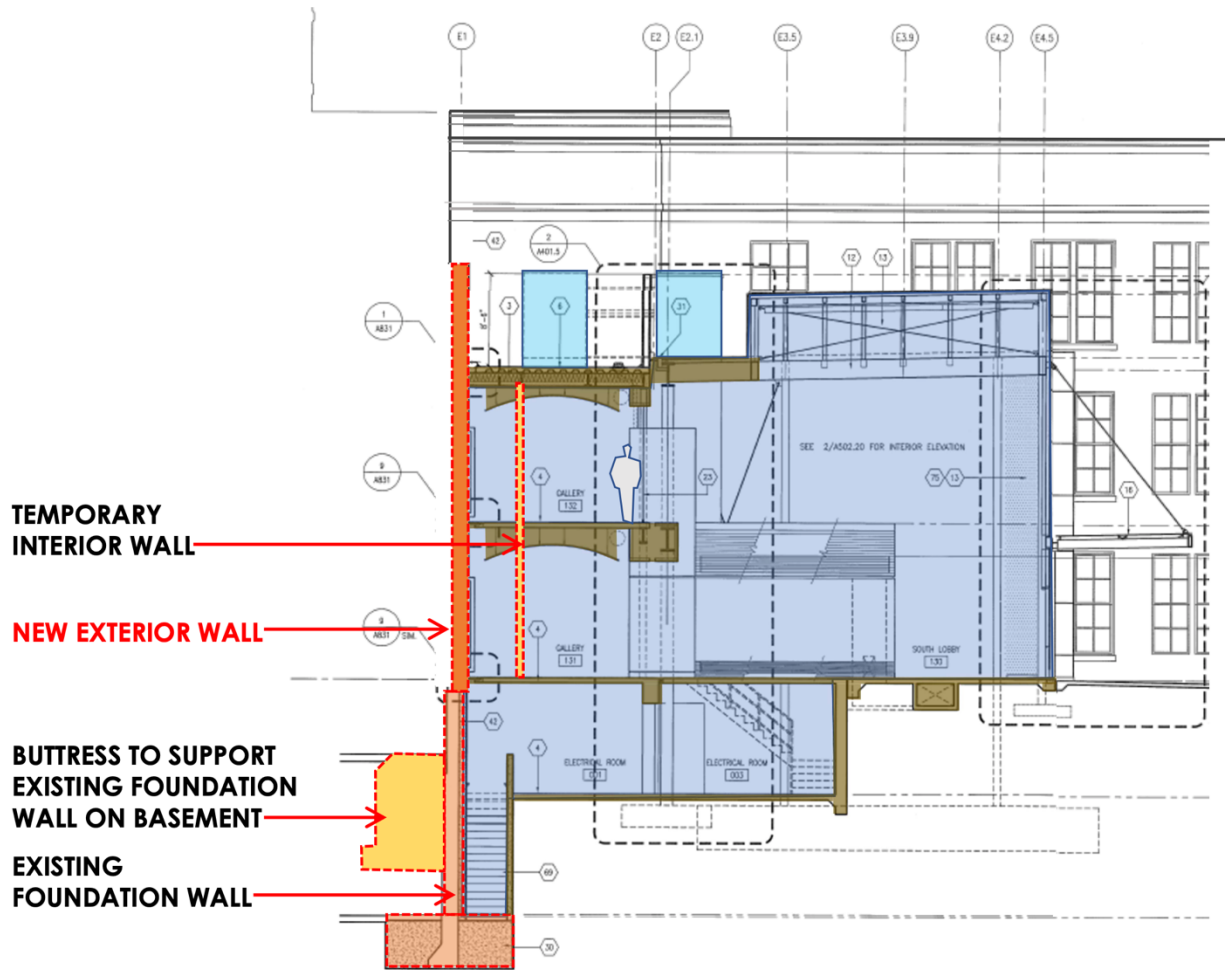 E1
E2
E2.1
E3.5
E3.9
E4.2
E4.5
42
2
A401.5
12
13
1
A831
3
6
31
16'-6"
SEE 2/A502.20 FOR INTERIOR ELEVATION
9
A831
4
GALLERY
132
23
75
13
16
TEMPORARY
INTERIOR WALL
NEW EXTERIOR WALL
9
A831
SIM.
4
GALLERY
131
SOUTH LOBBY
130
42
4
ELECTRICAL ROOM
001
ELECTRICAL ROOM
003
BUTTRESS TO SUPPORT
EXISTING FOUNDATION
WALL ON BASEMENT
EXISTING
FOUNDATION WALL
69
30